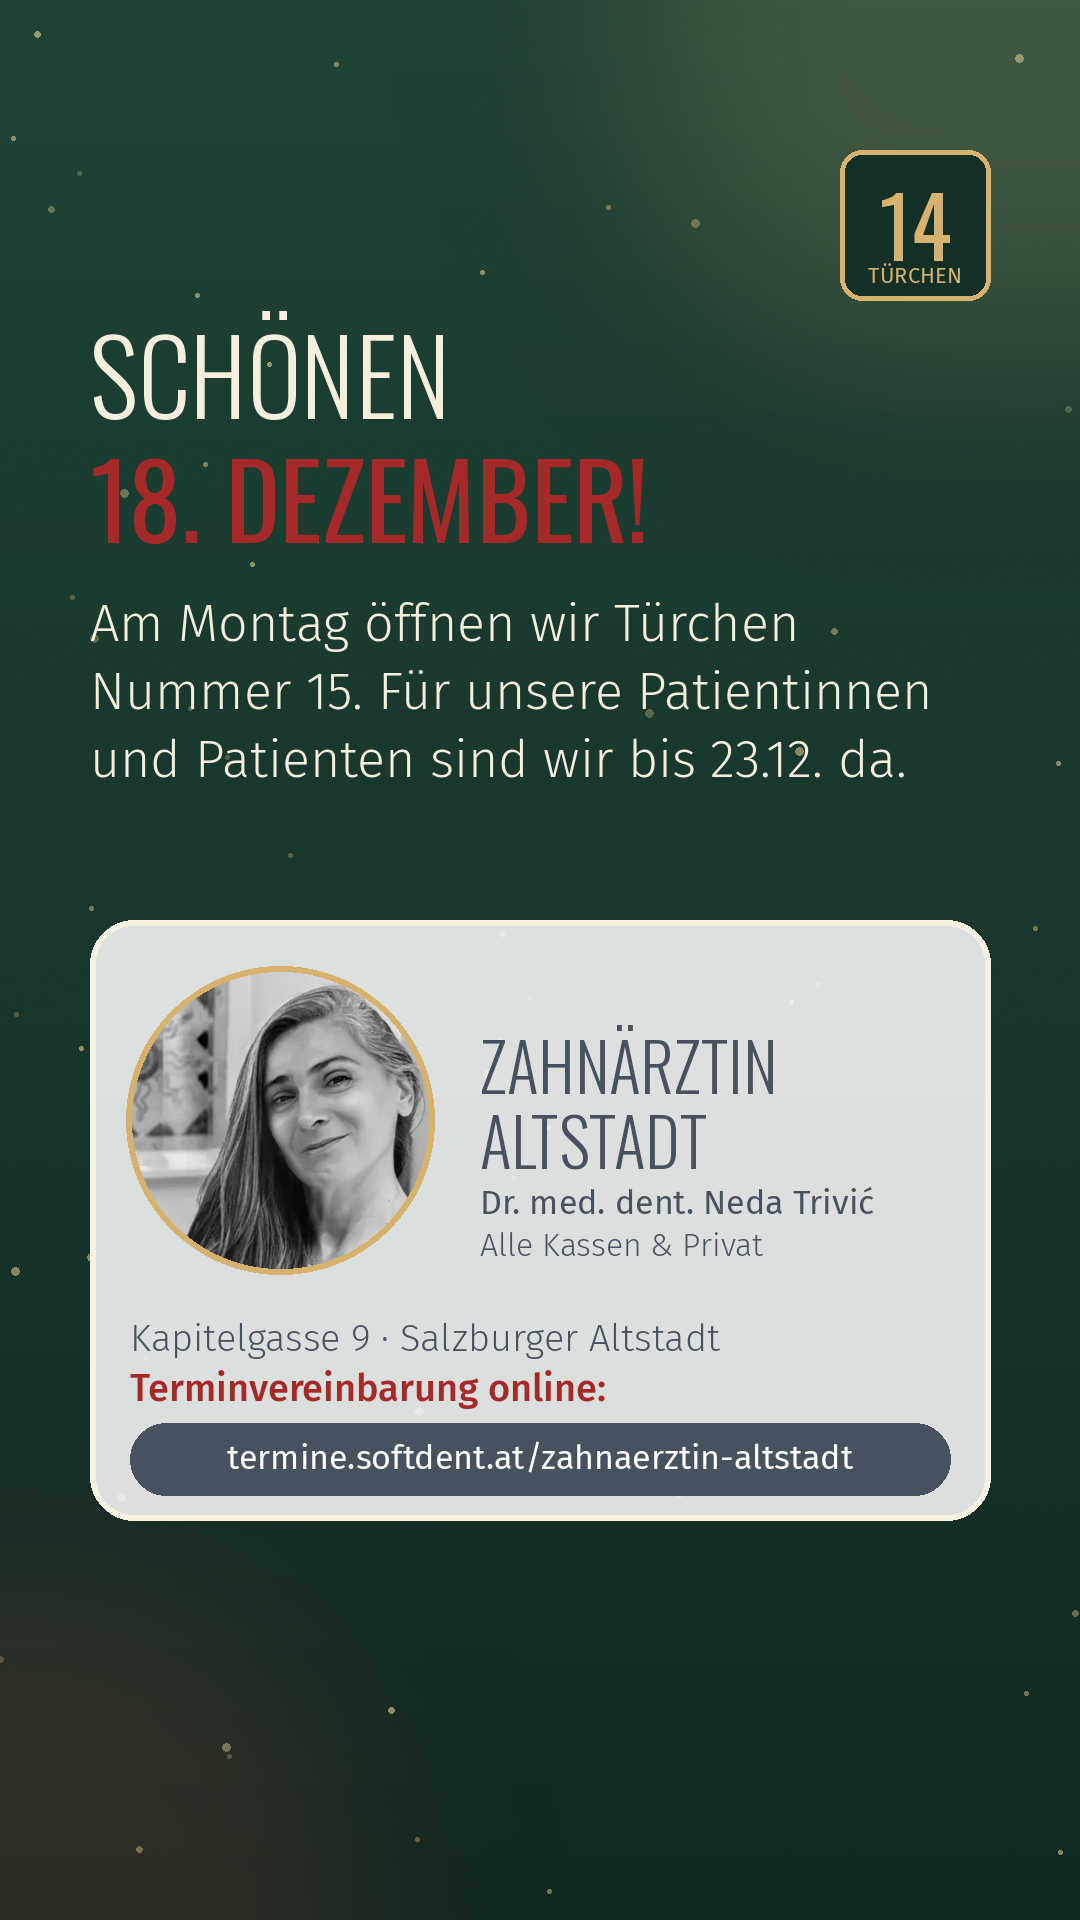 14
TÜRCHEN
SCHÖNEN
18. DEZEMBER!
Am Montag öffnen wir Türchen
Nummer 15. Für unsere Patientinnen
und Patienten sind wir bis 23.12. da.
ZAHNÄRZTIN
ALTSTADT
Dr. med. dent. Neda Trivić
Alle Kassen & Privat
Kapitelgasse 9 · Salzburger Altstadt
Terminvereinbarung online:
termine.softdent.at/zahnaerztin-altstadt